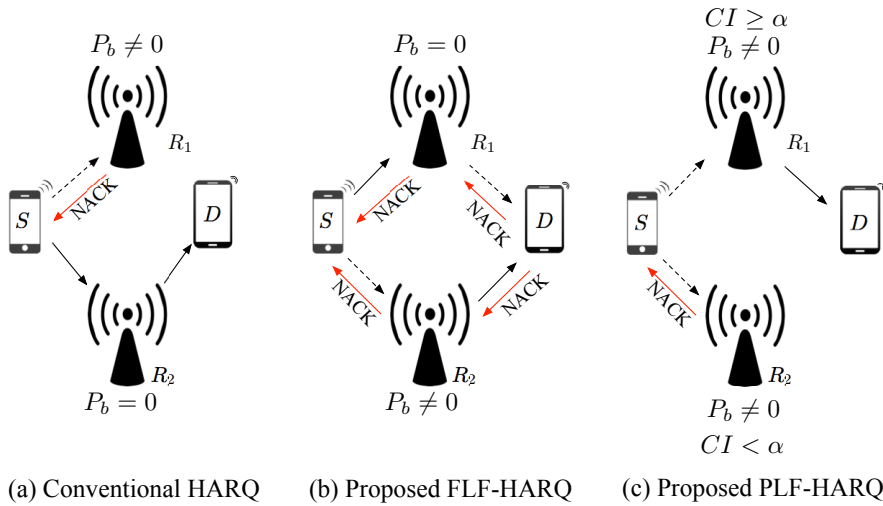 P_b ≠ 0
R_1
NACK
S
D
R_2
P_b = 0
(a) Conventional HARQ
P_b = 0
R_1
NACK
NACK
S
D
NACK
NACK
R_2
P_b ≠ 0
(b) Proposed FLF-HARQ
CI ≥ α
P_b ≠ 0
R_1
S
D
NACK
R_2
P_b ≠ 0
CI < α
(c) Proposed PLF-HARQ